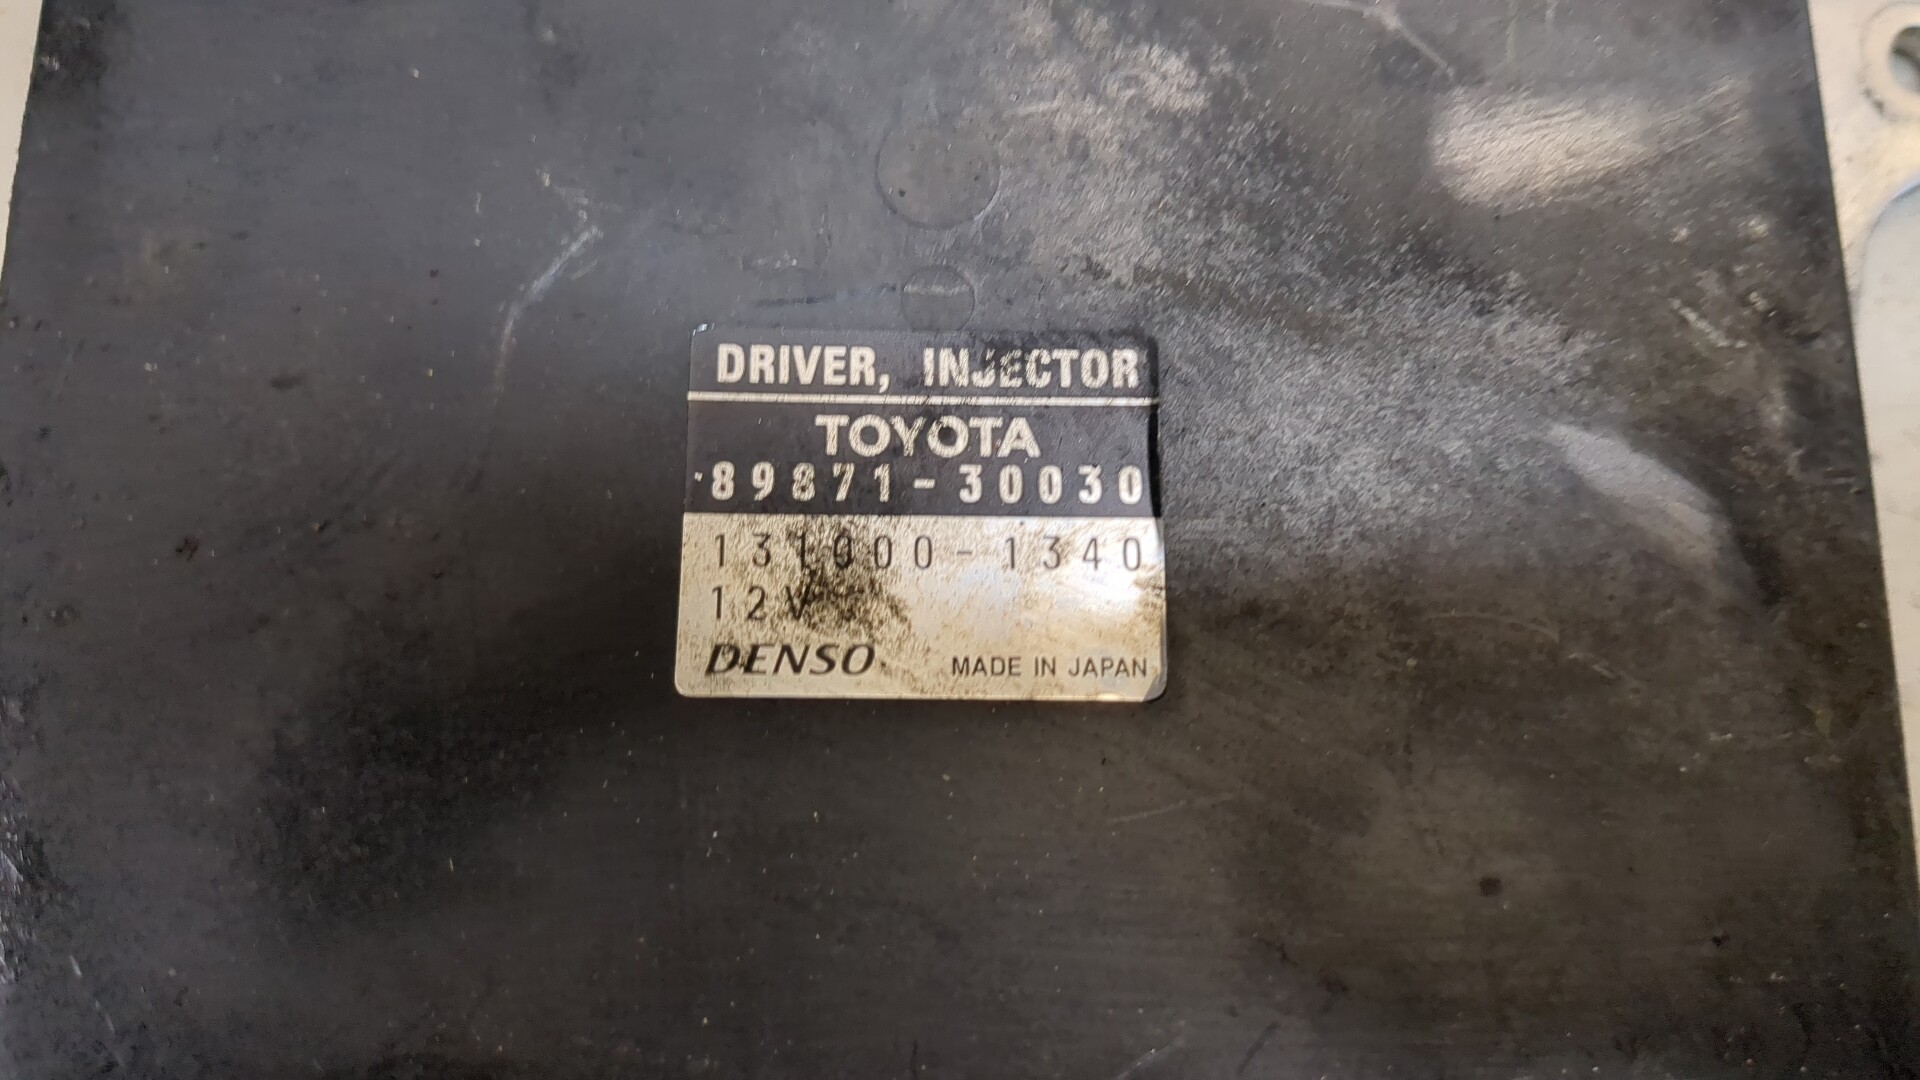 DRIVER, INJECTOR
TOYOTA
89871-30030
131000-1340
12V
DENSO MADE IN JAPAN